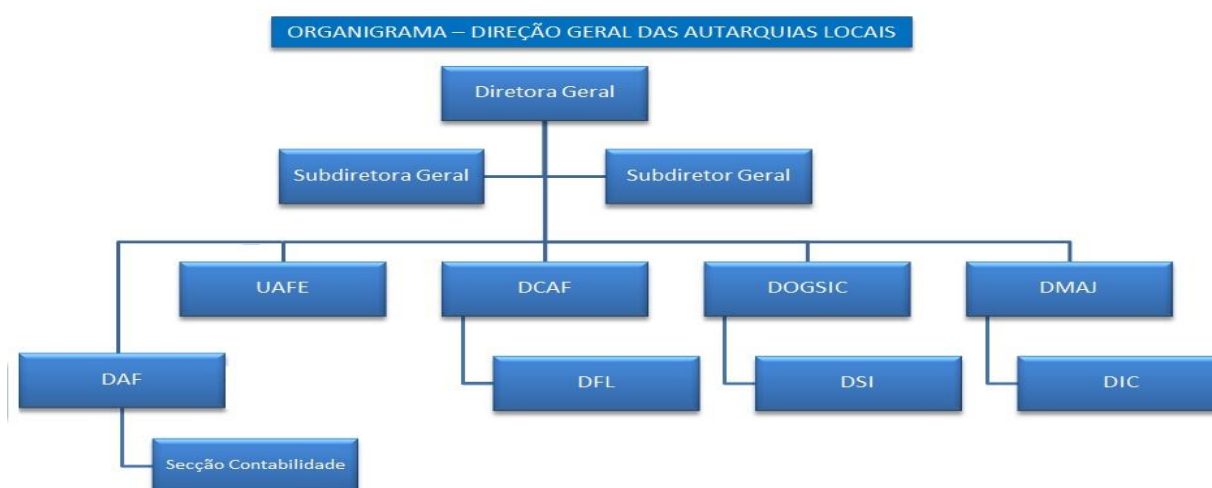 ORGANIGRAMA – DIREÇÃO GERAL DAS AUTARQUIAS LOCAIS
Diretora Geral
Subdiretora Geral
Subdiretor Geral
UAFE
DCAF
DOGSIC
DMAJ
DAF
DFL
DSI
DIC
Secção Contabilidade